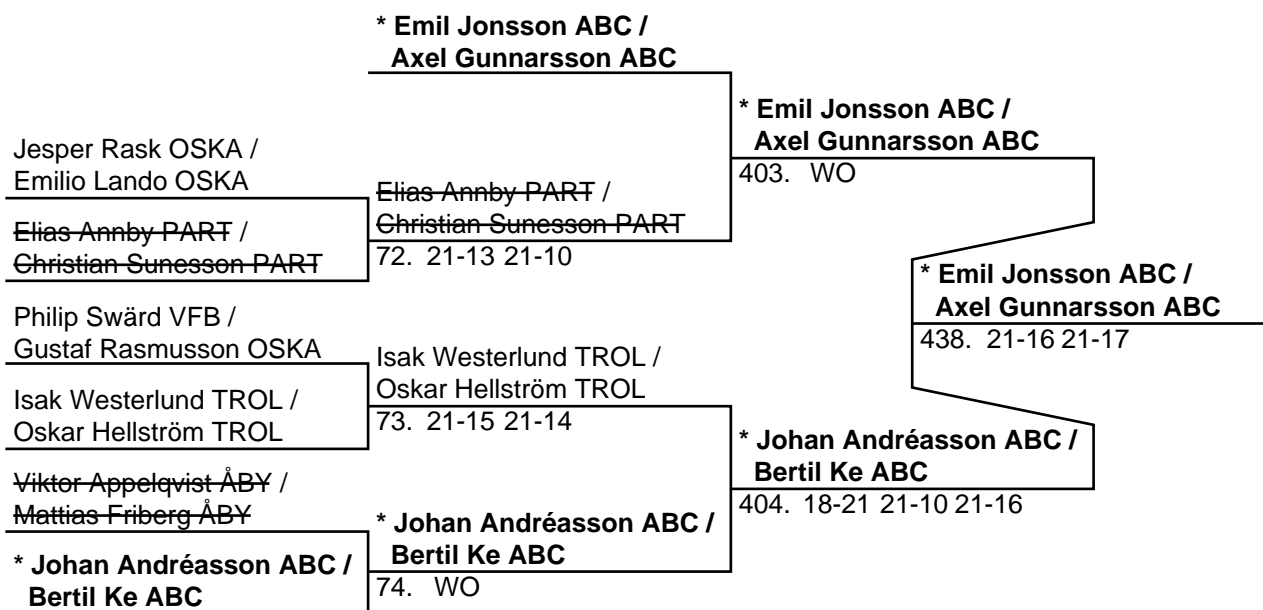 * Emil Jonsson ABC /
Axel Gunnarsson ABC
Jesper Rask OSKA /
Emilio Lando OSKA
Elias Annby PART /
Christian Sunesson PART
Elias Annby PART /
Christian Sunesson PART
72. 21-13 21-10
* Emil Jonsson ABC /
Axel Gunnarsson ABC
403. WO
Philip Swärd VFB /
Gustaf Rasmusson OSKA
Isak Westerlund TROL /
Oskar Hellström TROL
Isak Westerlund TROL /
Oskar Hellström TROL
73. 21-15 21-14
Viktor Appelqvist ÅBY /
Mattias Friberg ÅBY
* Johan Andréasson ABC /
Bertil Ke ABC
* Johan Andréasson ABC /
Bertil Ke ABC
74. WO
* Johan Andréasson ABC /
Bertil Ke ABC
404. 18-21 21-10 21-16
* Emil Jonsson ABC /
Axel Gunnarsson ABC
438. 21-16 21-17